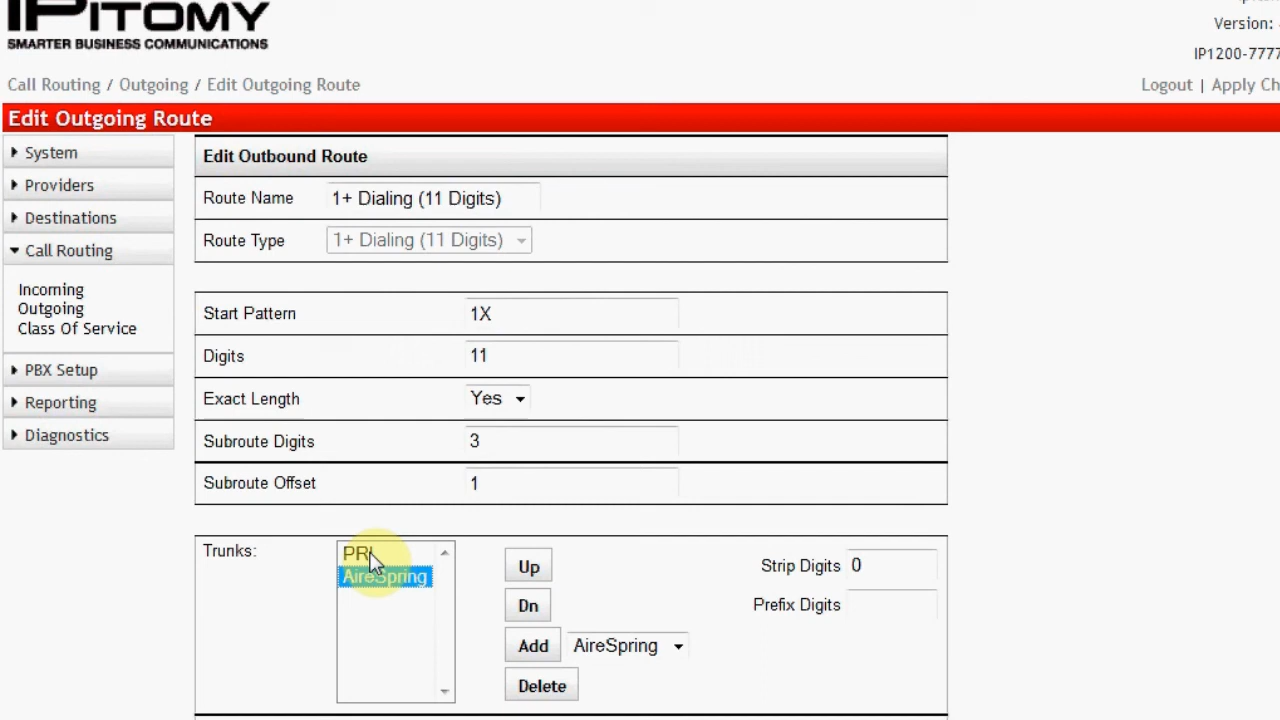 IPITOMY
SMARTER BUSINESS COMMUNICATIONS
Version:
IP1200-7777
Call Routing / Outgoing / Edit Outgoing Route
Logout | Apply Ch
Edit Outgoing Route
System
Providers
Destinations
Call Routing
Incoming
Outgoing
Class Of Service
PBX Setup
Reporting
Diagnostics
Edit Outbound Route
Route Name 1+ Dialing (11 Digits)
Route Type 1+ Dialing (11 Digits)
Start Pattern 1X
Digits 11
Exact Length Yes
Subroute Digits 3
Subroute Offset 1
Trunks:
PRI
AireSpring
Up
Dn
Add AireSpring
Delete
Strip Digits 0
Prefix Digits